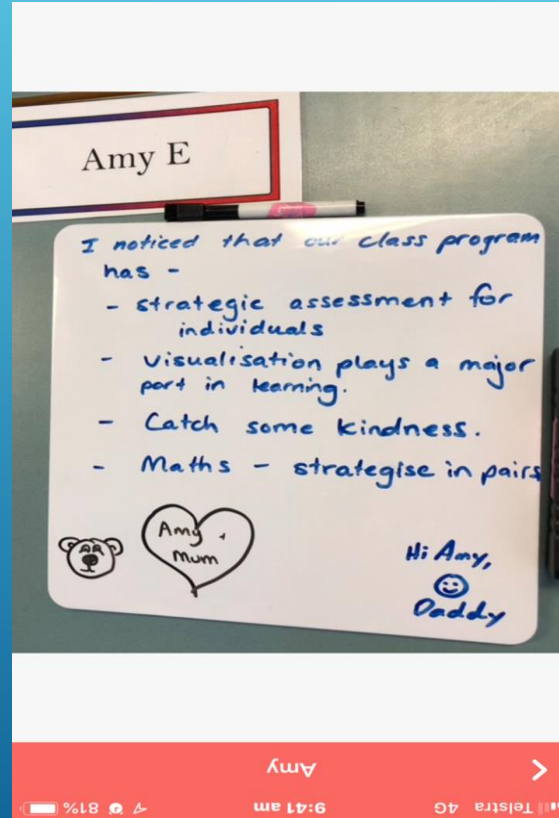 Amy E
I noticed that our class program
has -
- strategic assessment for
individuals
- Visualisation plays a major
part in learning.
- Catch some kindness.
- Maths - strategise in pairs
Amy +
Mum
Hi Amy,
Daddy
Amy
Telstra 4G 9:41 am 81%